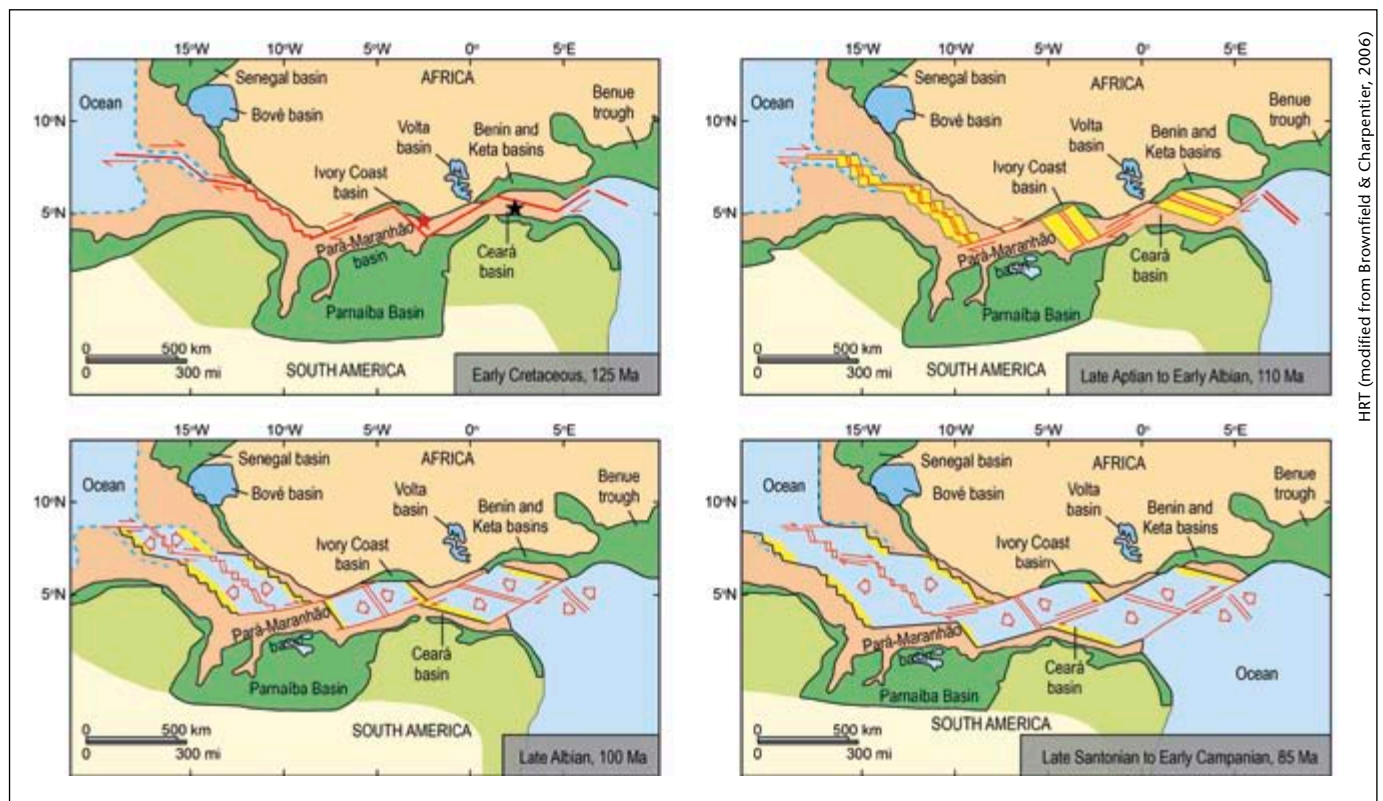 15°W 10°W 5°W 0° 5°E
Senegal basin
AFRICA
Ocean
Bové basin
Benue
trough
10°N
Volta
basin
Benin and
Keta basins
Ivory Coast
basin
5°N
Pará-Maranhão
basin
Ceará
basin
Parnaíba Basin
0 500 km
0 300 mi
SOUTH AMERICA
Early Cretaceous, 125 Ma
15°W 10°W 5°W 0° 5°E
Senegal basin
AFRICA
Ocean
Bové basin
Benue
trough
10°N
Volta
basin
Benin and
Keta basins
Ivory Coast
basin
5°N
Pará-Maranhão
basin
Ceará
basin
Parnaíba Basin
0 500 km
0 300 mi
SOUTH AMERICA
Late Aptian to Early Albian, 110 Ma
15°W 10°W 5°W 0° 5°E
Senegal basin
AFRICA
Ocean
Bové basin
Benue
trough
10°N
Volta
basin
Benin and
Keta basins
Ivory Coast
basin
5°N
Pará-Maranhão
basin
Ceará
basin
Parnaíba Basin
0 500 km
0 300 mi
SOUTH AMERICA
Late Albian, 100 Ma
15°W 10°W 5°W 0° 5°E
Senegal basin
AFRICA
Ocean
Bové basin
Benue
trough
10°N
Volta
basin
Benin and
Keta basins
Ivory Coast
basin
5°N
Pará-Maranhão
basin
Ceará
basin
Ocean
Parnaíba Basin
0 500 km
0 300 mi
SOUTH AMERICA
Late Santonian to Early Campanian, 85 Ma
HRT (modified from Brownfield & Charpentier, 2006)